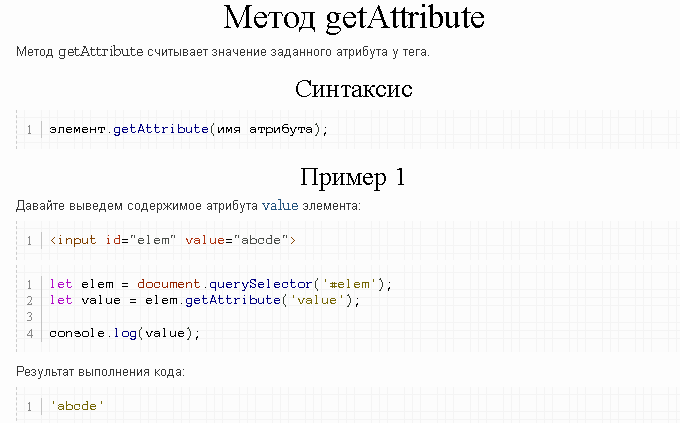 Метод getAttribute
Метод getAttribute считывает значение заданного атрибута у тега.
Синтаксис
1 элемент.getAttribute(имя атрибута);
Пример 1
Давайте выведем содержимое атрибута value элемента:
1 <input id="elem" value="abcde">
1 let elem = document.querySelector('#elem');
2 let value = elem.getAttribute('value');
3
4 console.log(value);
Результат выполнения кода:
1 'abcde'